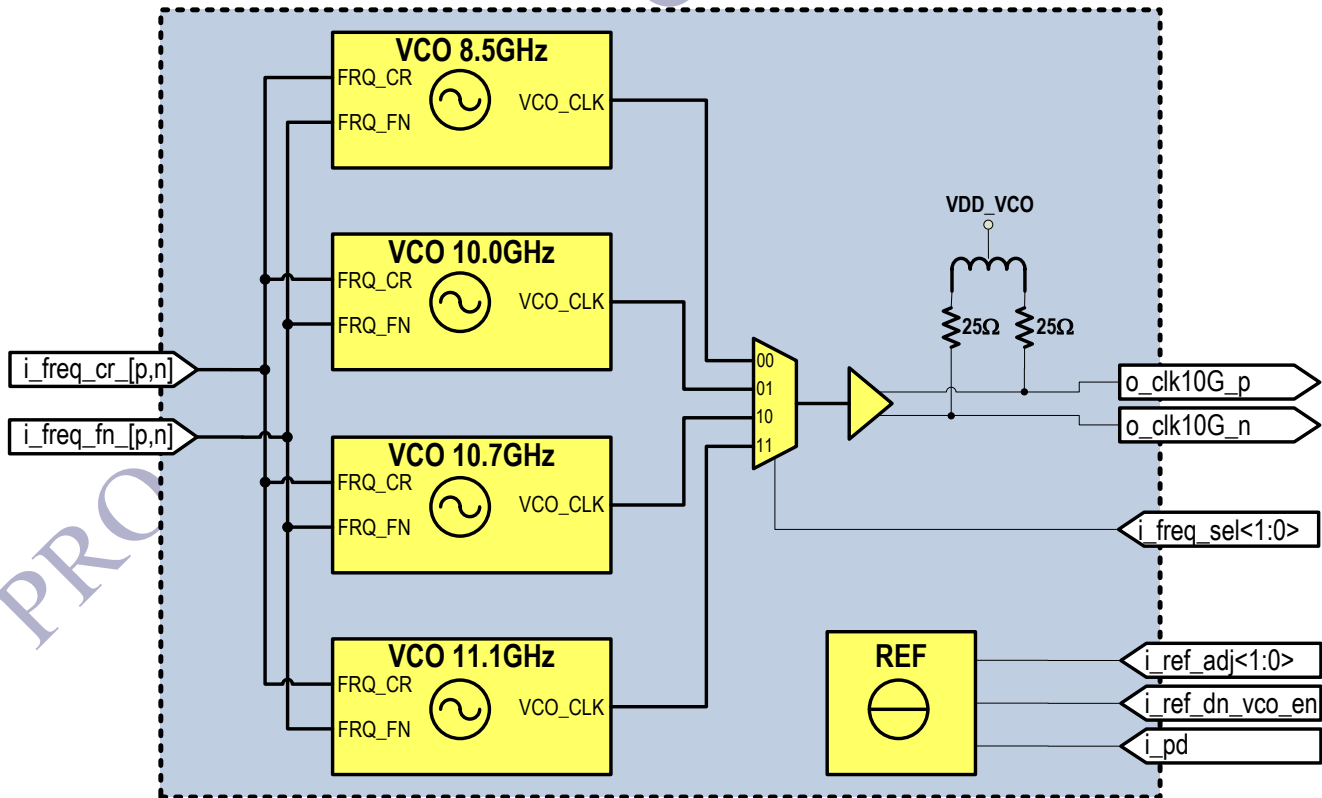 VCO 8.5GHz
FRQ_CR
FRQ_FN
VCO_CLK
VCO 10.0GHz
FRQ_CR
FRQ_FN
VCO_CLK
VCO 10.7GHz
FRQ_CR
FRQ_FN
VCO_CLK
VCO 11.1GHz
FRQ_CR
FRQ_FN
VCO_CLK
i_freq_cr_[p,n]
i_freq_fn_[p,n]
00
01
10
11
VDD_VCO
25Ω
25Ω
o_clk10G_p
o_clk10G_n
i_freq_sel<1:0>
REF
i_ref_adj<1:0>
i_ref_dn_vco_en
i_pd
PRO